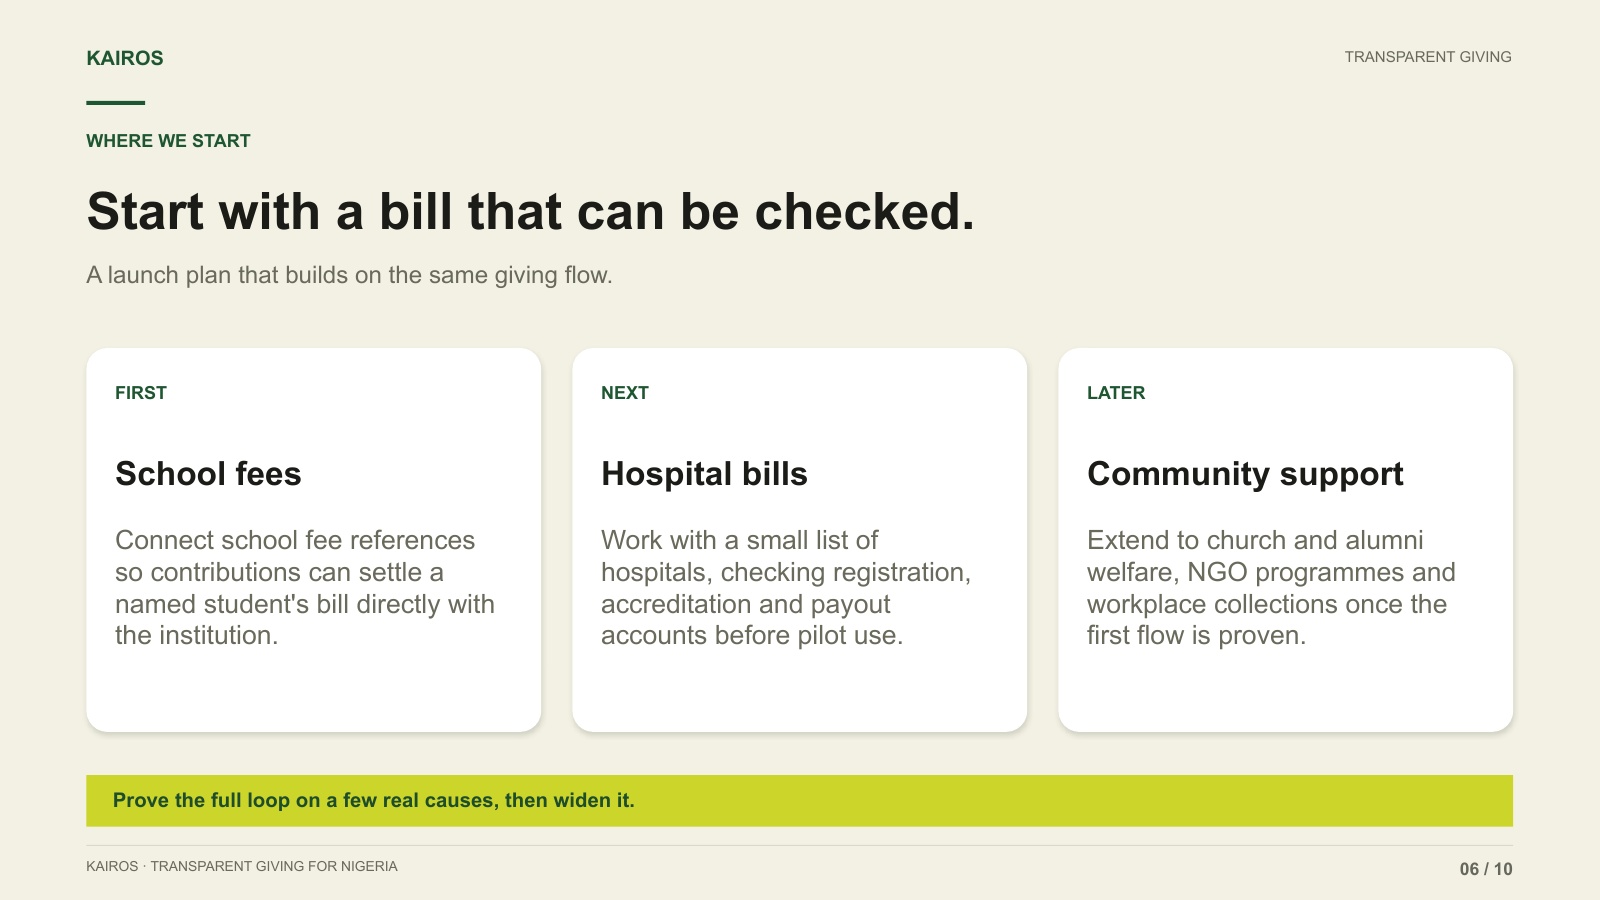 KAIROS
TRANSPARENT GIVING
WHERE WE START
Start with a bill that can be checked.
A launch plan that builds on the same giving flow.
FIRST
School fees
Connect school fee references
so contributions can settle a
named student's bill directly with
the institution.
NEXT
Hospital bills
Work with a small list of
hospitals, checking registration,
accreditation and payout
accounts before pilot use.
LATER
Community support
Extend to church and alumni
welfare, NGO programmes and
workplace collections once the
first flow is proven.
Prove the full loop on a few real causes, then widen it.
KAIROS · TRANSPARENT GIVING FOR NIGERIA
06 / 10